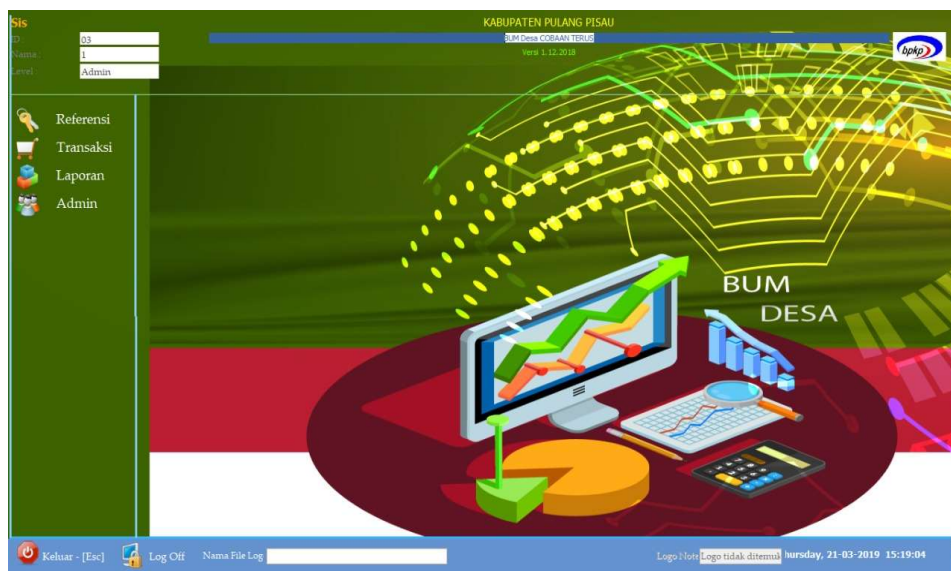 Sis
KABUPATEN PULANG PISAU
ID : 03
BUM Desa COBAAN TERUS
Nama : 1
Versi 1.12.2018
Level Admin
bpkp
Referensi
Transaksi
Laporan
Admin
BUM
DESA
Keluar - [Esc]
Log Off
Nama File Log
Logo Note Logo tidak ditemuk
hursday, 21-03-2019 15:19:04